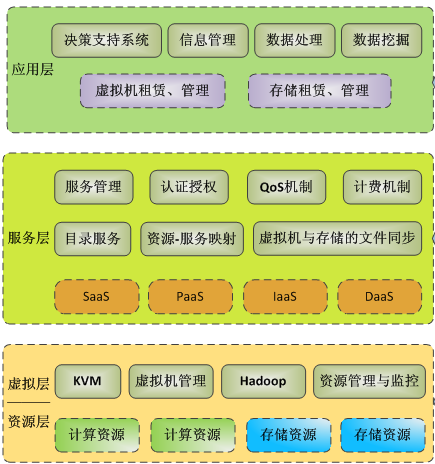 应用层
决策支持系统 信息管理 数据处理 数据挖掘
虚拟机租赁、管理 存储租赁、管理
服务层
服务管理 认证授权 QoS机制 计费机制
目录服务 资源-服务映射 虚拟机与存储的文件同步
SaaS PaaS IaaS DaaS
虚拟层
KVM 虚拟机管理 Hadoop 资源管理与监控
资源层
计算资源 计算资源 存储资源 存储资源